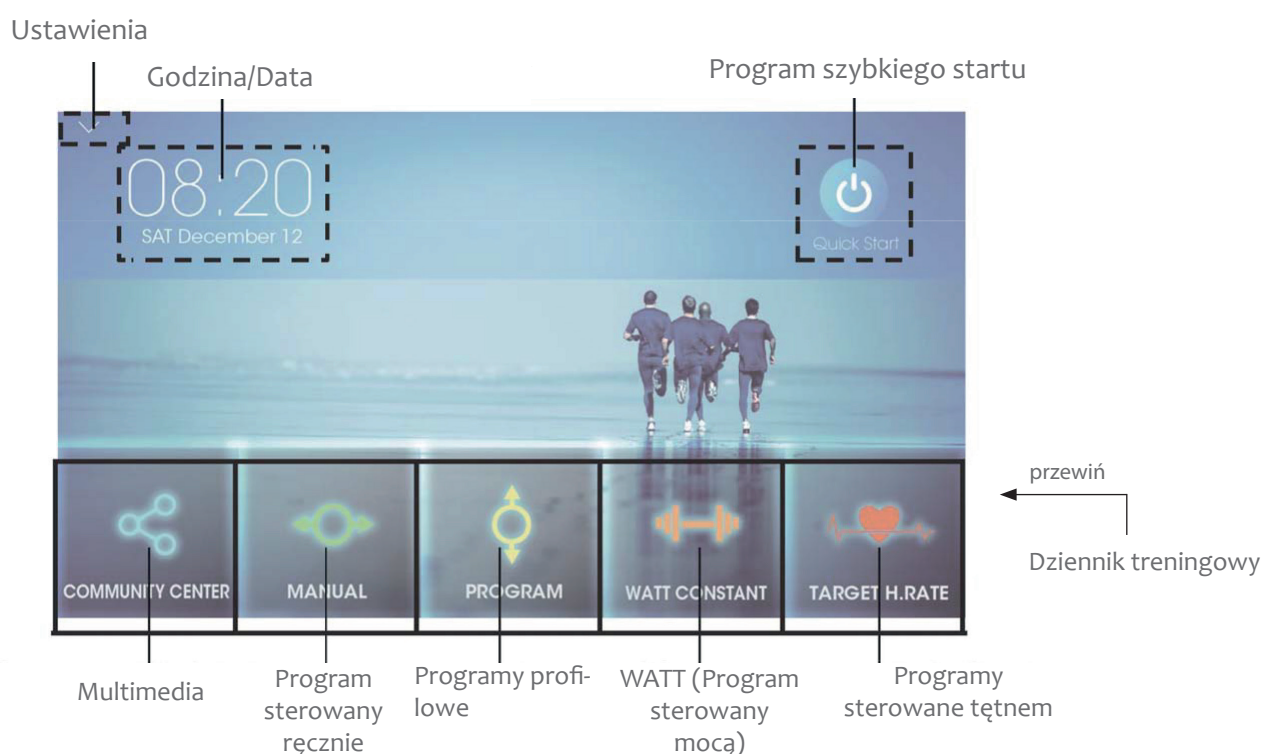 Ustawienia
Godzina/Data
Program szybkiego startu
08:20
SAT December 12
Quick Start
przewiń
Dziennik treningowy
COMMUNITY CENTER
MANUAL
PROGRAM
WATT CONSTANT
TARGET H.RATE
Multimedia
Program
sterowany
ręcznie
Programy profi-
lowe
WATT (Program
sterowany
mocą)
Programy
sterowane tętnem